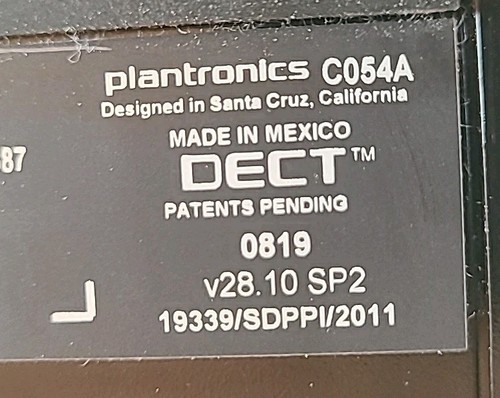 plantronics C054A
Designed in Santa Cruz, California
MADE IN MEXICO
87
DECT™
PATENTS PENDING
0819
v28.10 SP2
19339/SDPPI/2011